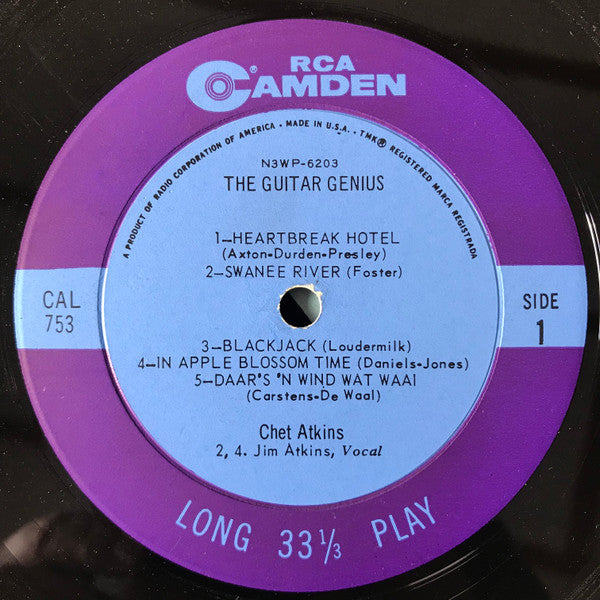 RCA
CAMDEN
A PRODUCT OF RADIO CORPORATION OF AMERICA • MADE IN U.S.A. • TMK® REGISTERED MARCA REGISTRADA
N3WP-6203
THE GUITAR GENIUS
1—HEARTBREAK HOTEL
(Axton-Durden-Presley)
2—SWANEE RIVER (Foster)
CAL
753
SIDE
1
3—BLACKJACK (Loudermilk)
4—IN APPLE BLOSSOM TIME (Daniels-Jones)
5—DAAR'S 'N WIND WAT WAAI
(Carstens-De Waal)
Chet Atkins
2, 4. Jim Atkins, Vocal
LONG 33⅓ PLAY